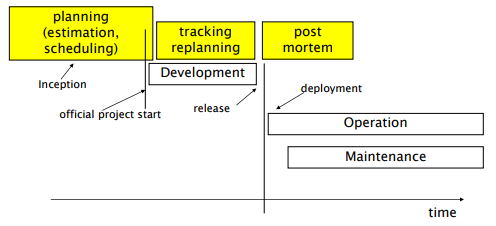 planning
(estimation,
scheduling)
tracking
replanning
post
mortem
Development
Inception
official project start
release
deployment
Operation
Maintenance
time